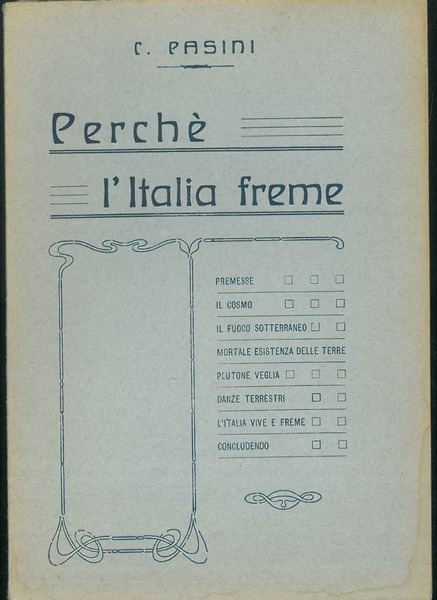 C. PASINI
Perchè
l'Italia freme
PREMESSE
IL COSMO
IL FUOCO SOTTERRANEO
MORTALE ESISTENZA DELLE TERRE
PLUTONE VEGLIA
DANZE TERRESTRI
L'ITALIA VIVE E FREME
CONCLUDENDO